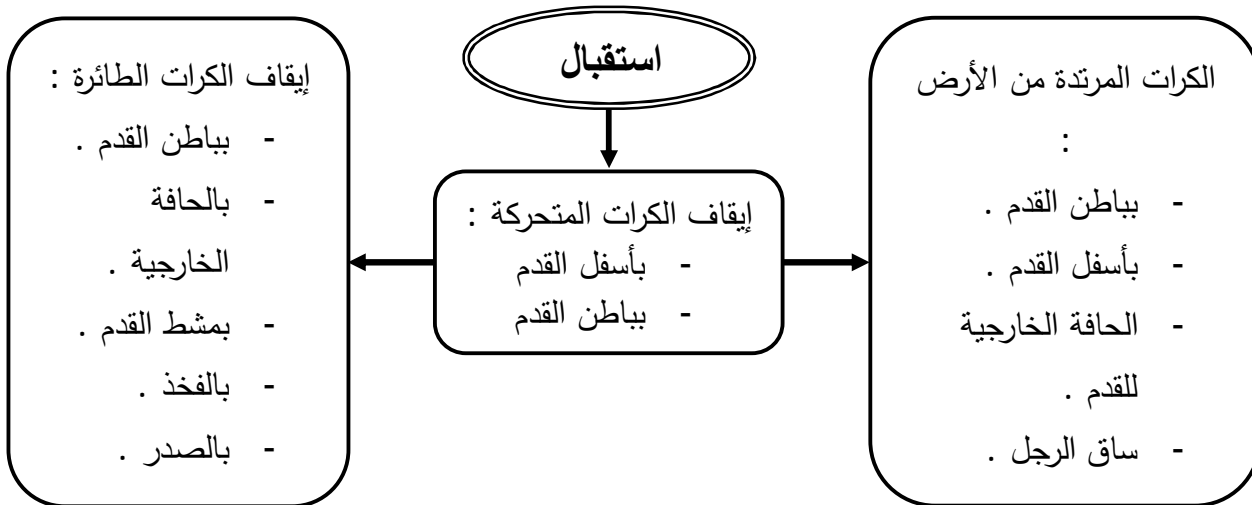 استقبال
الكرات المرتدة من الأرض
:
- بباطن القدم .
- بأسفل القدم .
- الحافة الخارجية
للقدم .
- ساق الرجل .
إيقاف الكرات المتحركة :
- بأسفل القدم
- بباطن القدم
إيقاف الكرات الطائرة :
- بباطن القدم .
- بالحافة
الخارجية .
- بمشط القدم .
- بالفخذ .
- بالصدر .